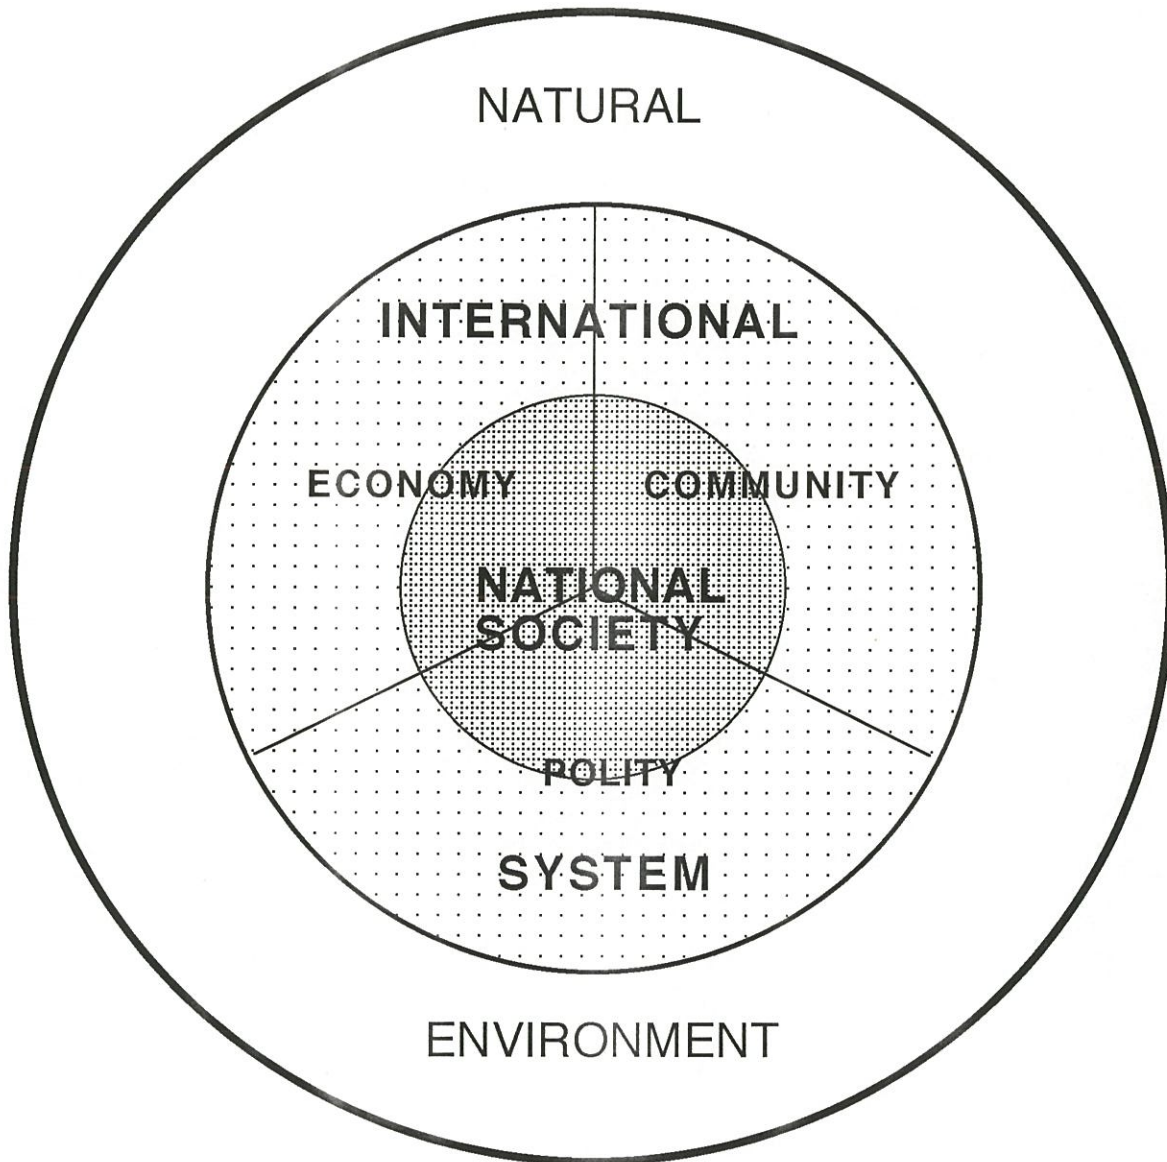 NATURAL
INTERNATIONAL
ECONOMY COMMUNITY
NATIONAL
SOCIETY
POLITY
SYSTEM
ENVIRONMENT